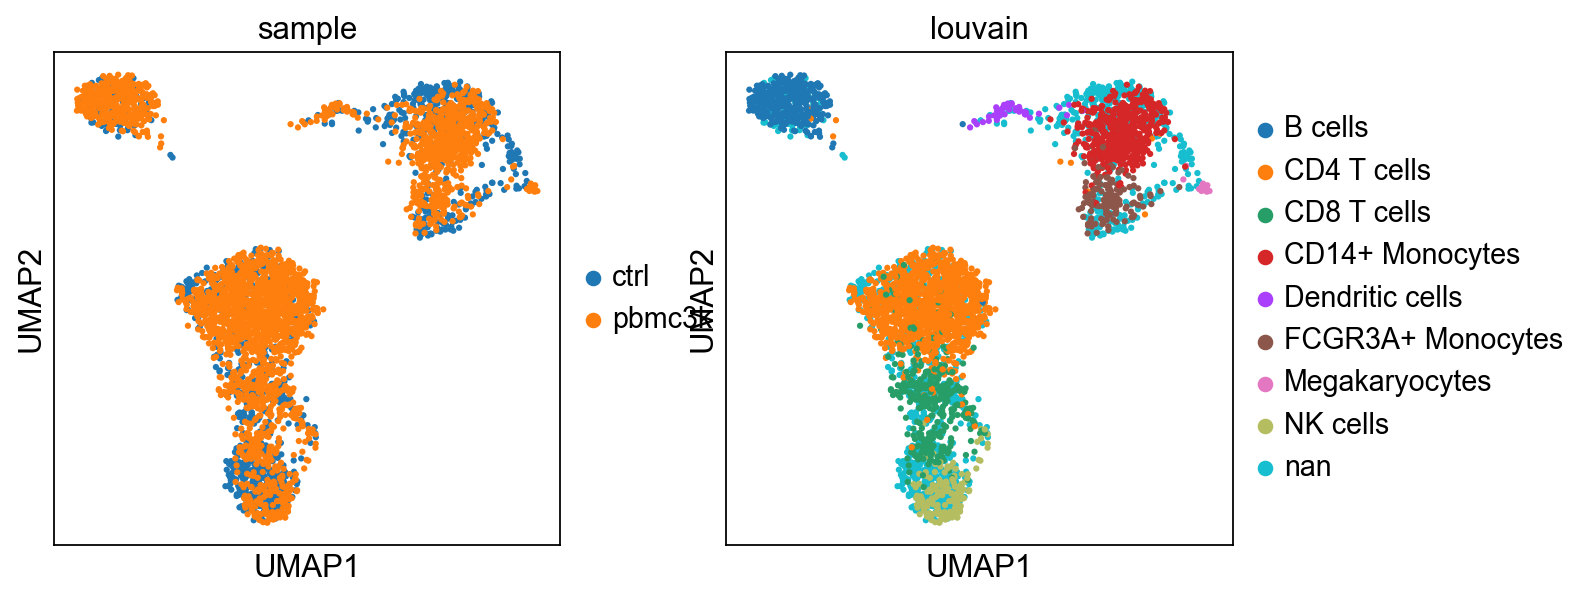 sample
UMAP2
UMAP1
ctrl
pbmc3k
louvain
UMAP2
UMAP1
B cells
CD4 T cells
CD8 T cells
CD14+ Monocytes
Dendritic cells
FCGR3A+ Monocytes
Megakaryocytes
NK cells
nan